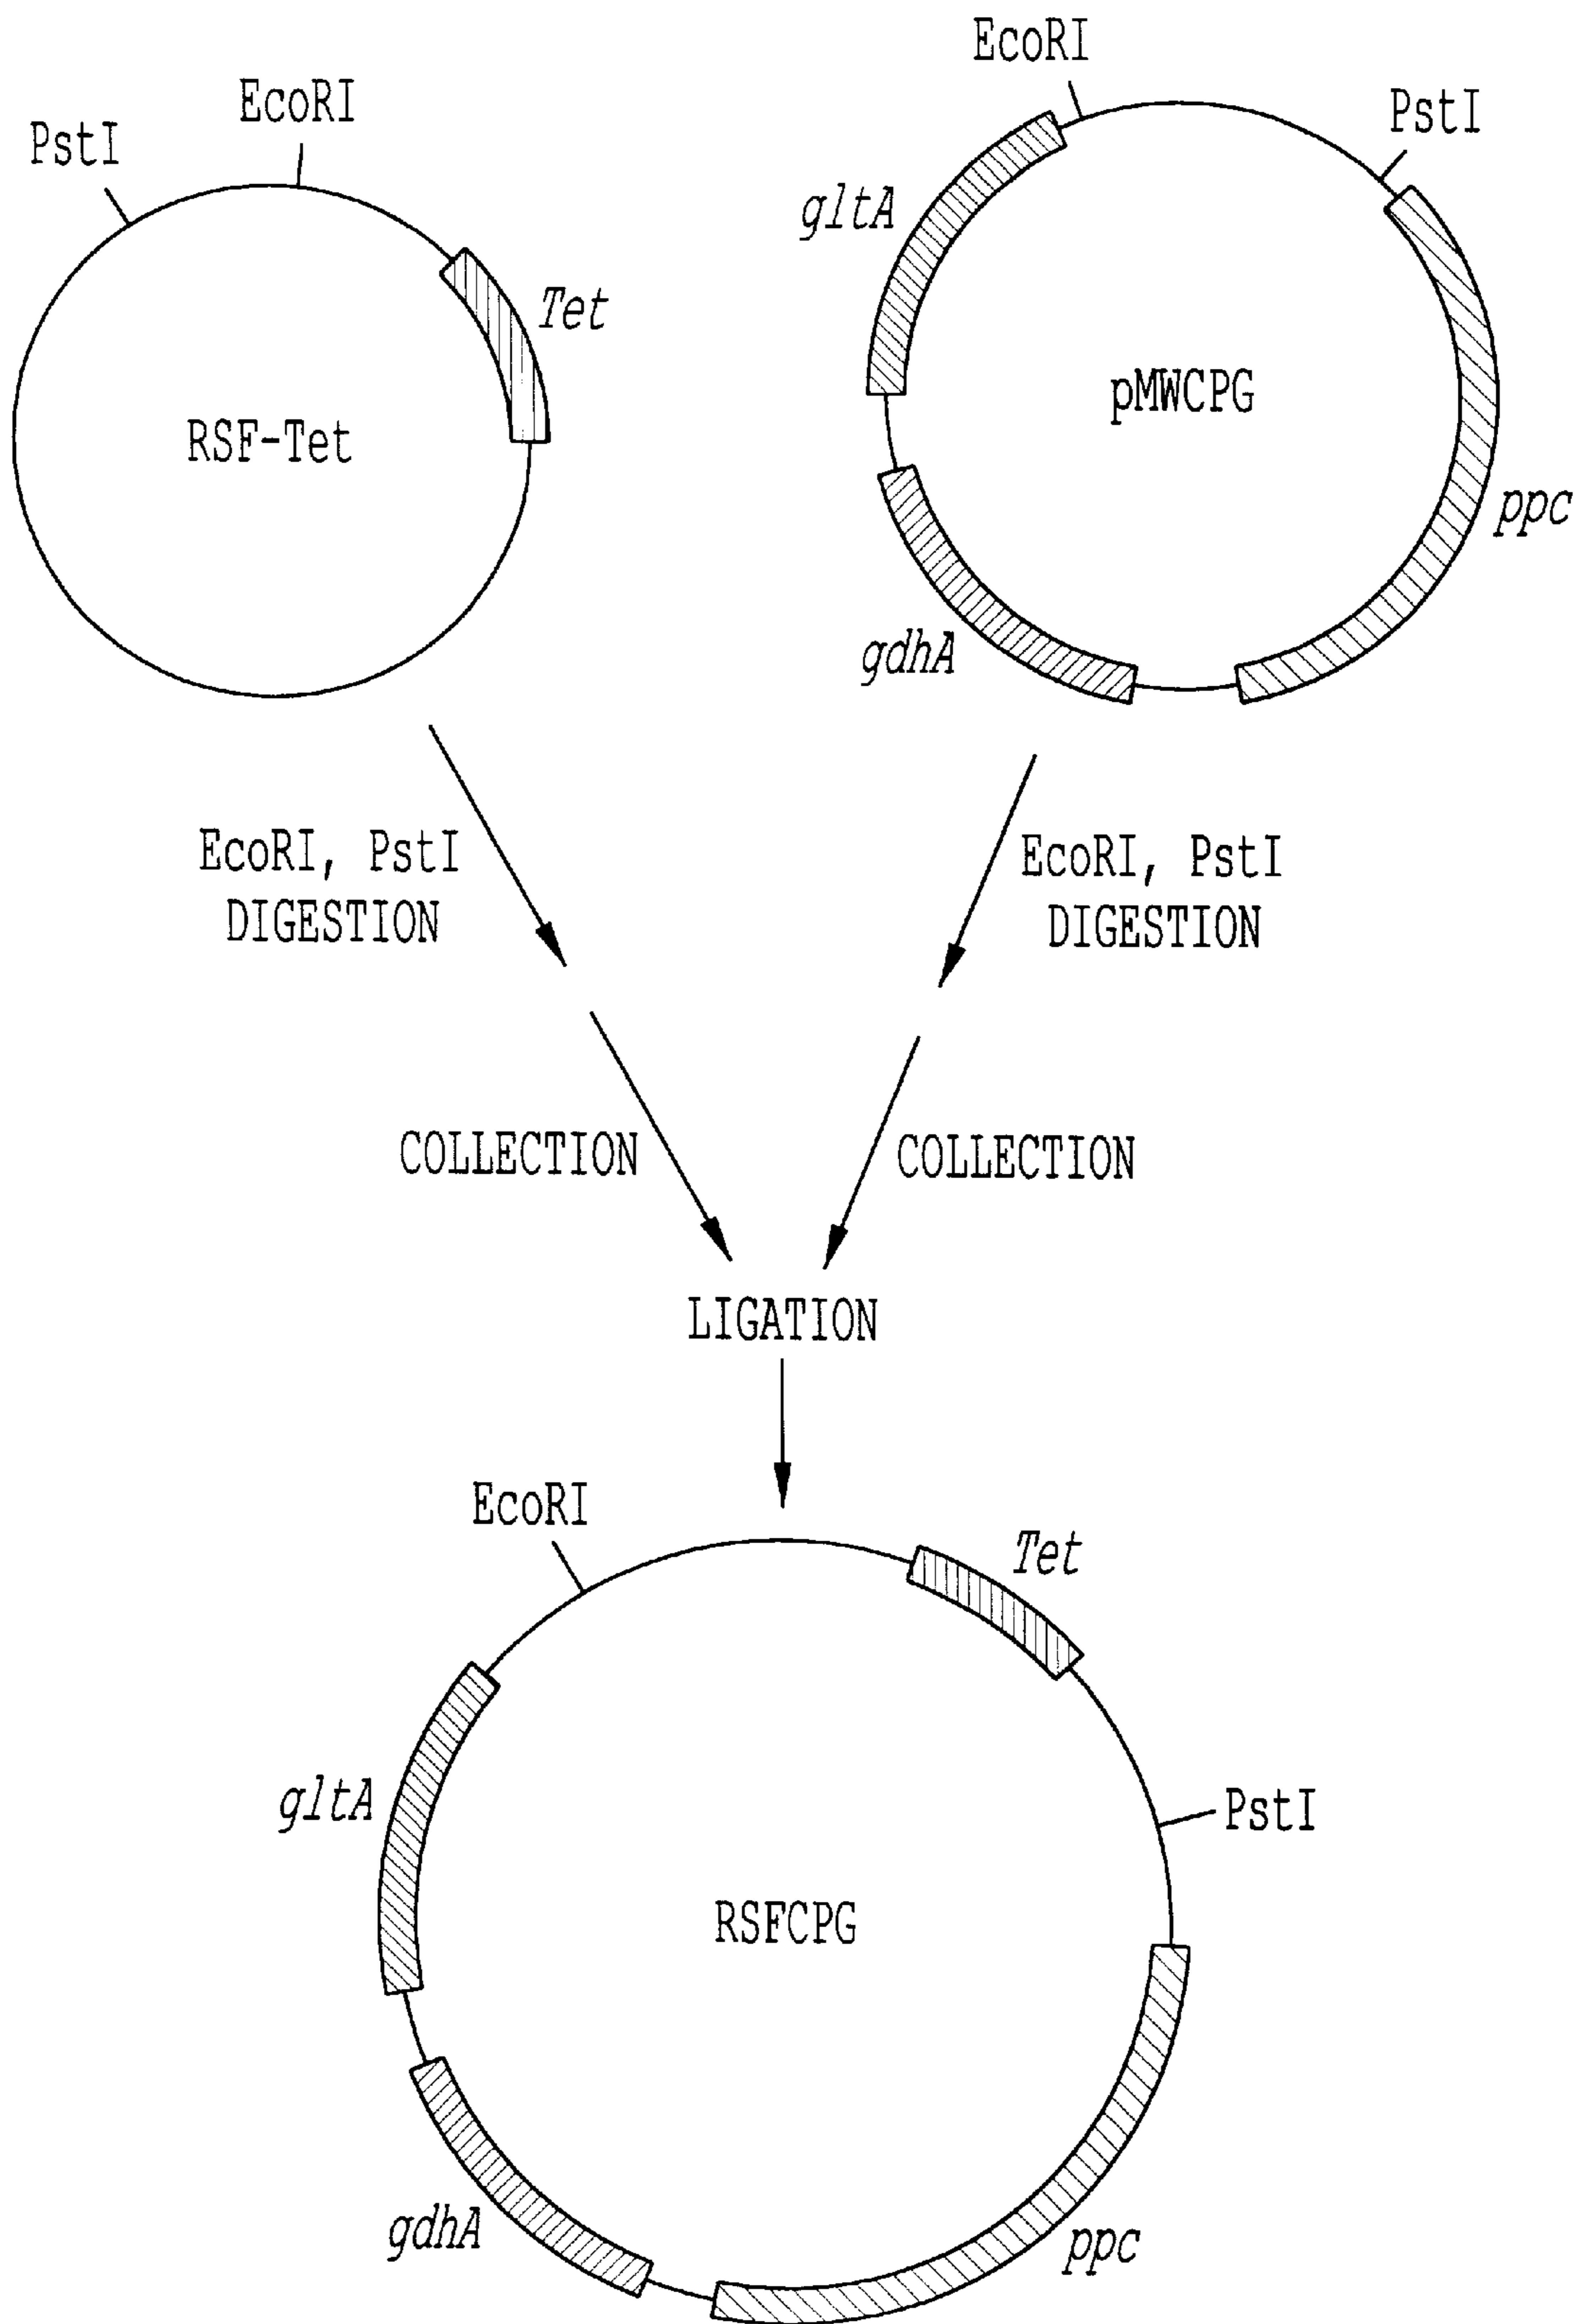 EcoRI
PstI
EcoRI
PstI
gltA
Tet
pMWCPG
RSF-Tet
ppc
gdhA
EcoRI, PstI
DIGESTION
EcoRI, PstI
DIGESTION
COLLECTION
COLLECTION
LIGATION
EcoRI
Tet
gltA
PstI
RSFCPG
gdhA
ppc